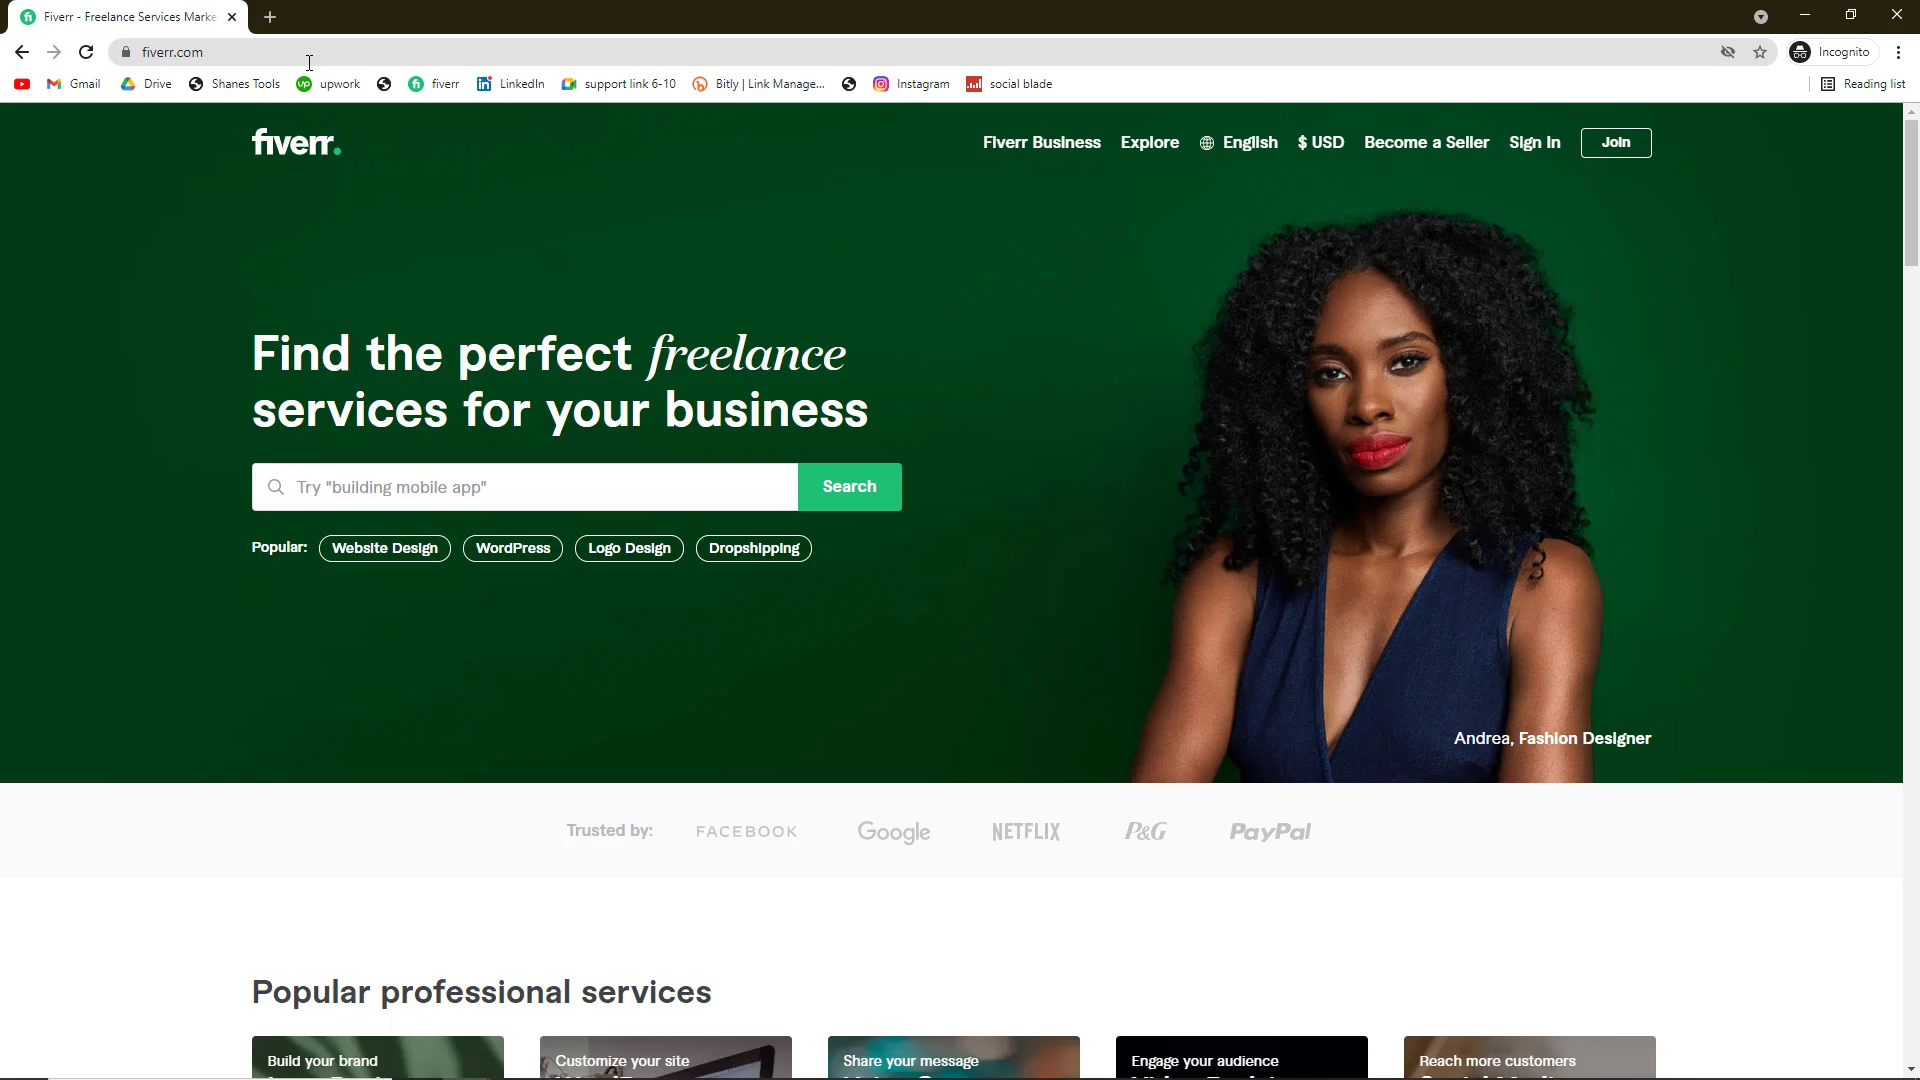 Fiverr - Freelance Services Marke
fiverr.com
Incognito
Gmail
Drive
Shanes Tools
up upwork
fi fiverr
in LinkedIn
support link 6-10
Bitly | Link Manage...
Instagram
social blade
Reading list
fiverr.
Fiverr Business
Explore
English
$ USD
Become a Seller
Sign In
Join
Find the perfect freelance
services for your business
Try "building mobile app"
Search
Popular:
Website Design
WordPress
Logo Design
Dropshipping
Andrea, Fashion Designer
Trusted by:
FACEBOOK
Google
NETFLIX
P&G
PayPal
Popular professional services
Build your brand
Customize your site
Share your message
Engage your audience
Reach more customers